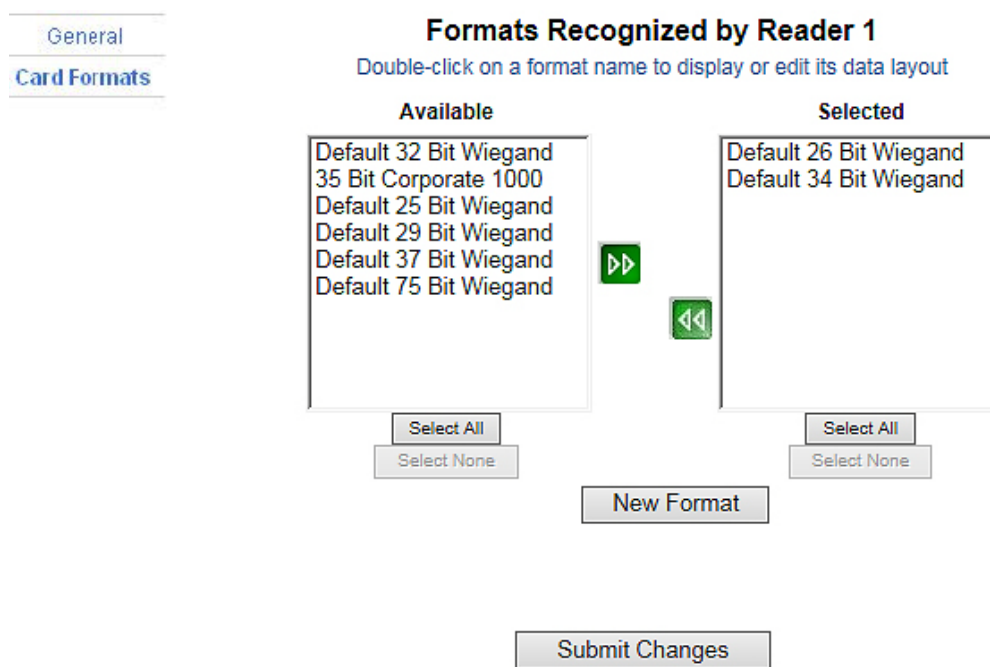 General
Card Formats
Formats Recognized by Reader 1
Double-click on a format name to display or edit its data layout
Available
Default 32 Bit Wiegand
35 Bit Corporate 1000
Default 25 Bit Wiegand
Default 29 Bit Wiegand
Default 37 Bit Wiegand
Default 75 Bit Wiegand
Select All
Select None
Selected
Default 26 Bit Wiegand
Default 34 Bit Wiegand
Select All
Select None
New Format
Submit Changes